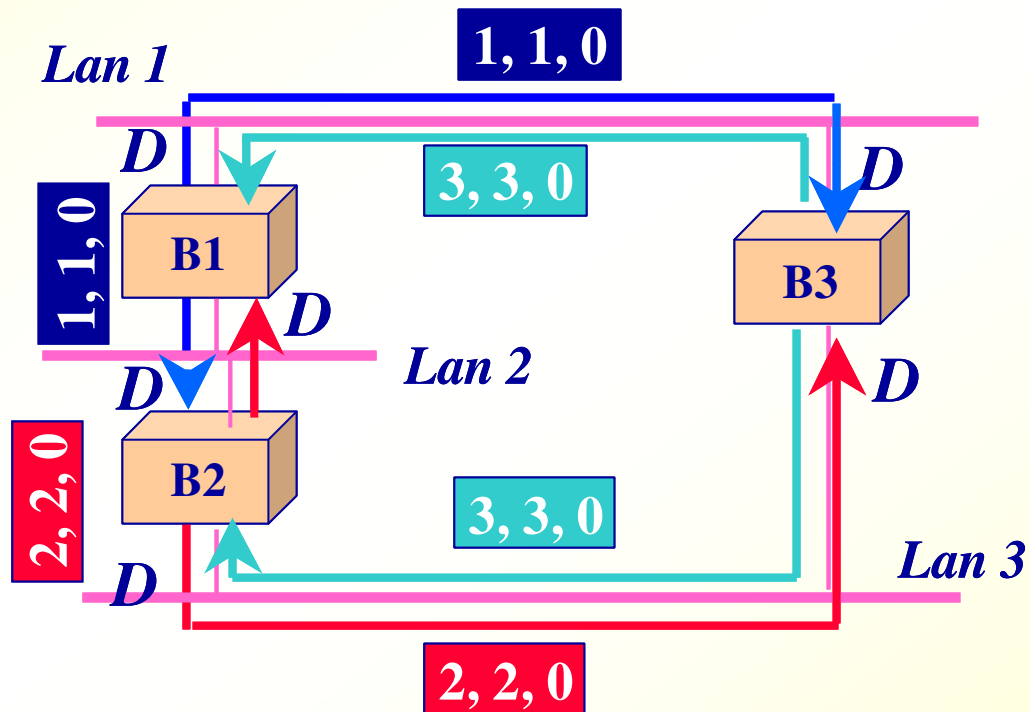 1, 1, 0
Lan 1
D
3, 3, 0
D
1, 1, 0
B1
B3
D
Lan 2
D
D
2, 2, 0
B2
3, 3, 0
Lan 3
D
2, 2, 0